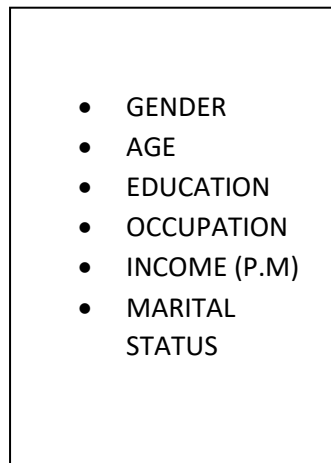 • GENDER
• AGE
• EDUCATION
• OCCUPATION
• INCOME (P.M)
• MARITAL
STATUS